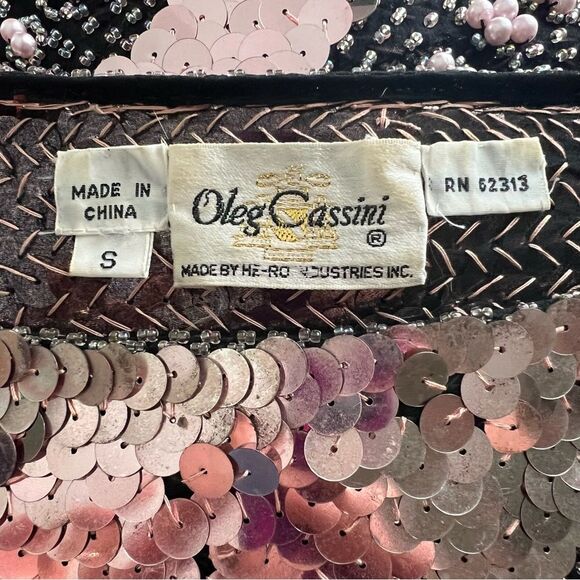 MADE IN
CHINA
S
Oleg Cassini
®
MADE BY HE-RO INDUSTRIES INC.
RN 62313